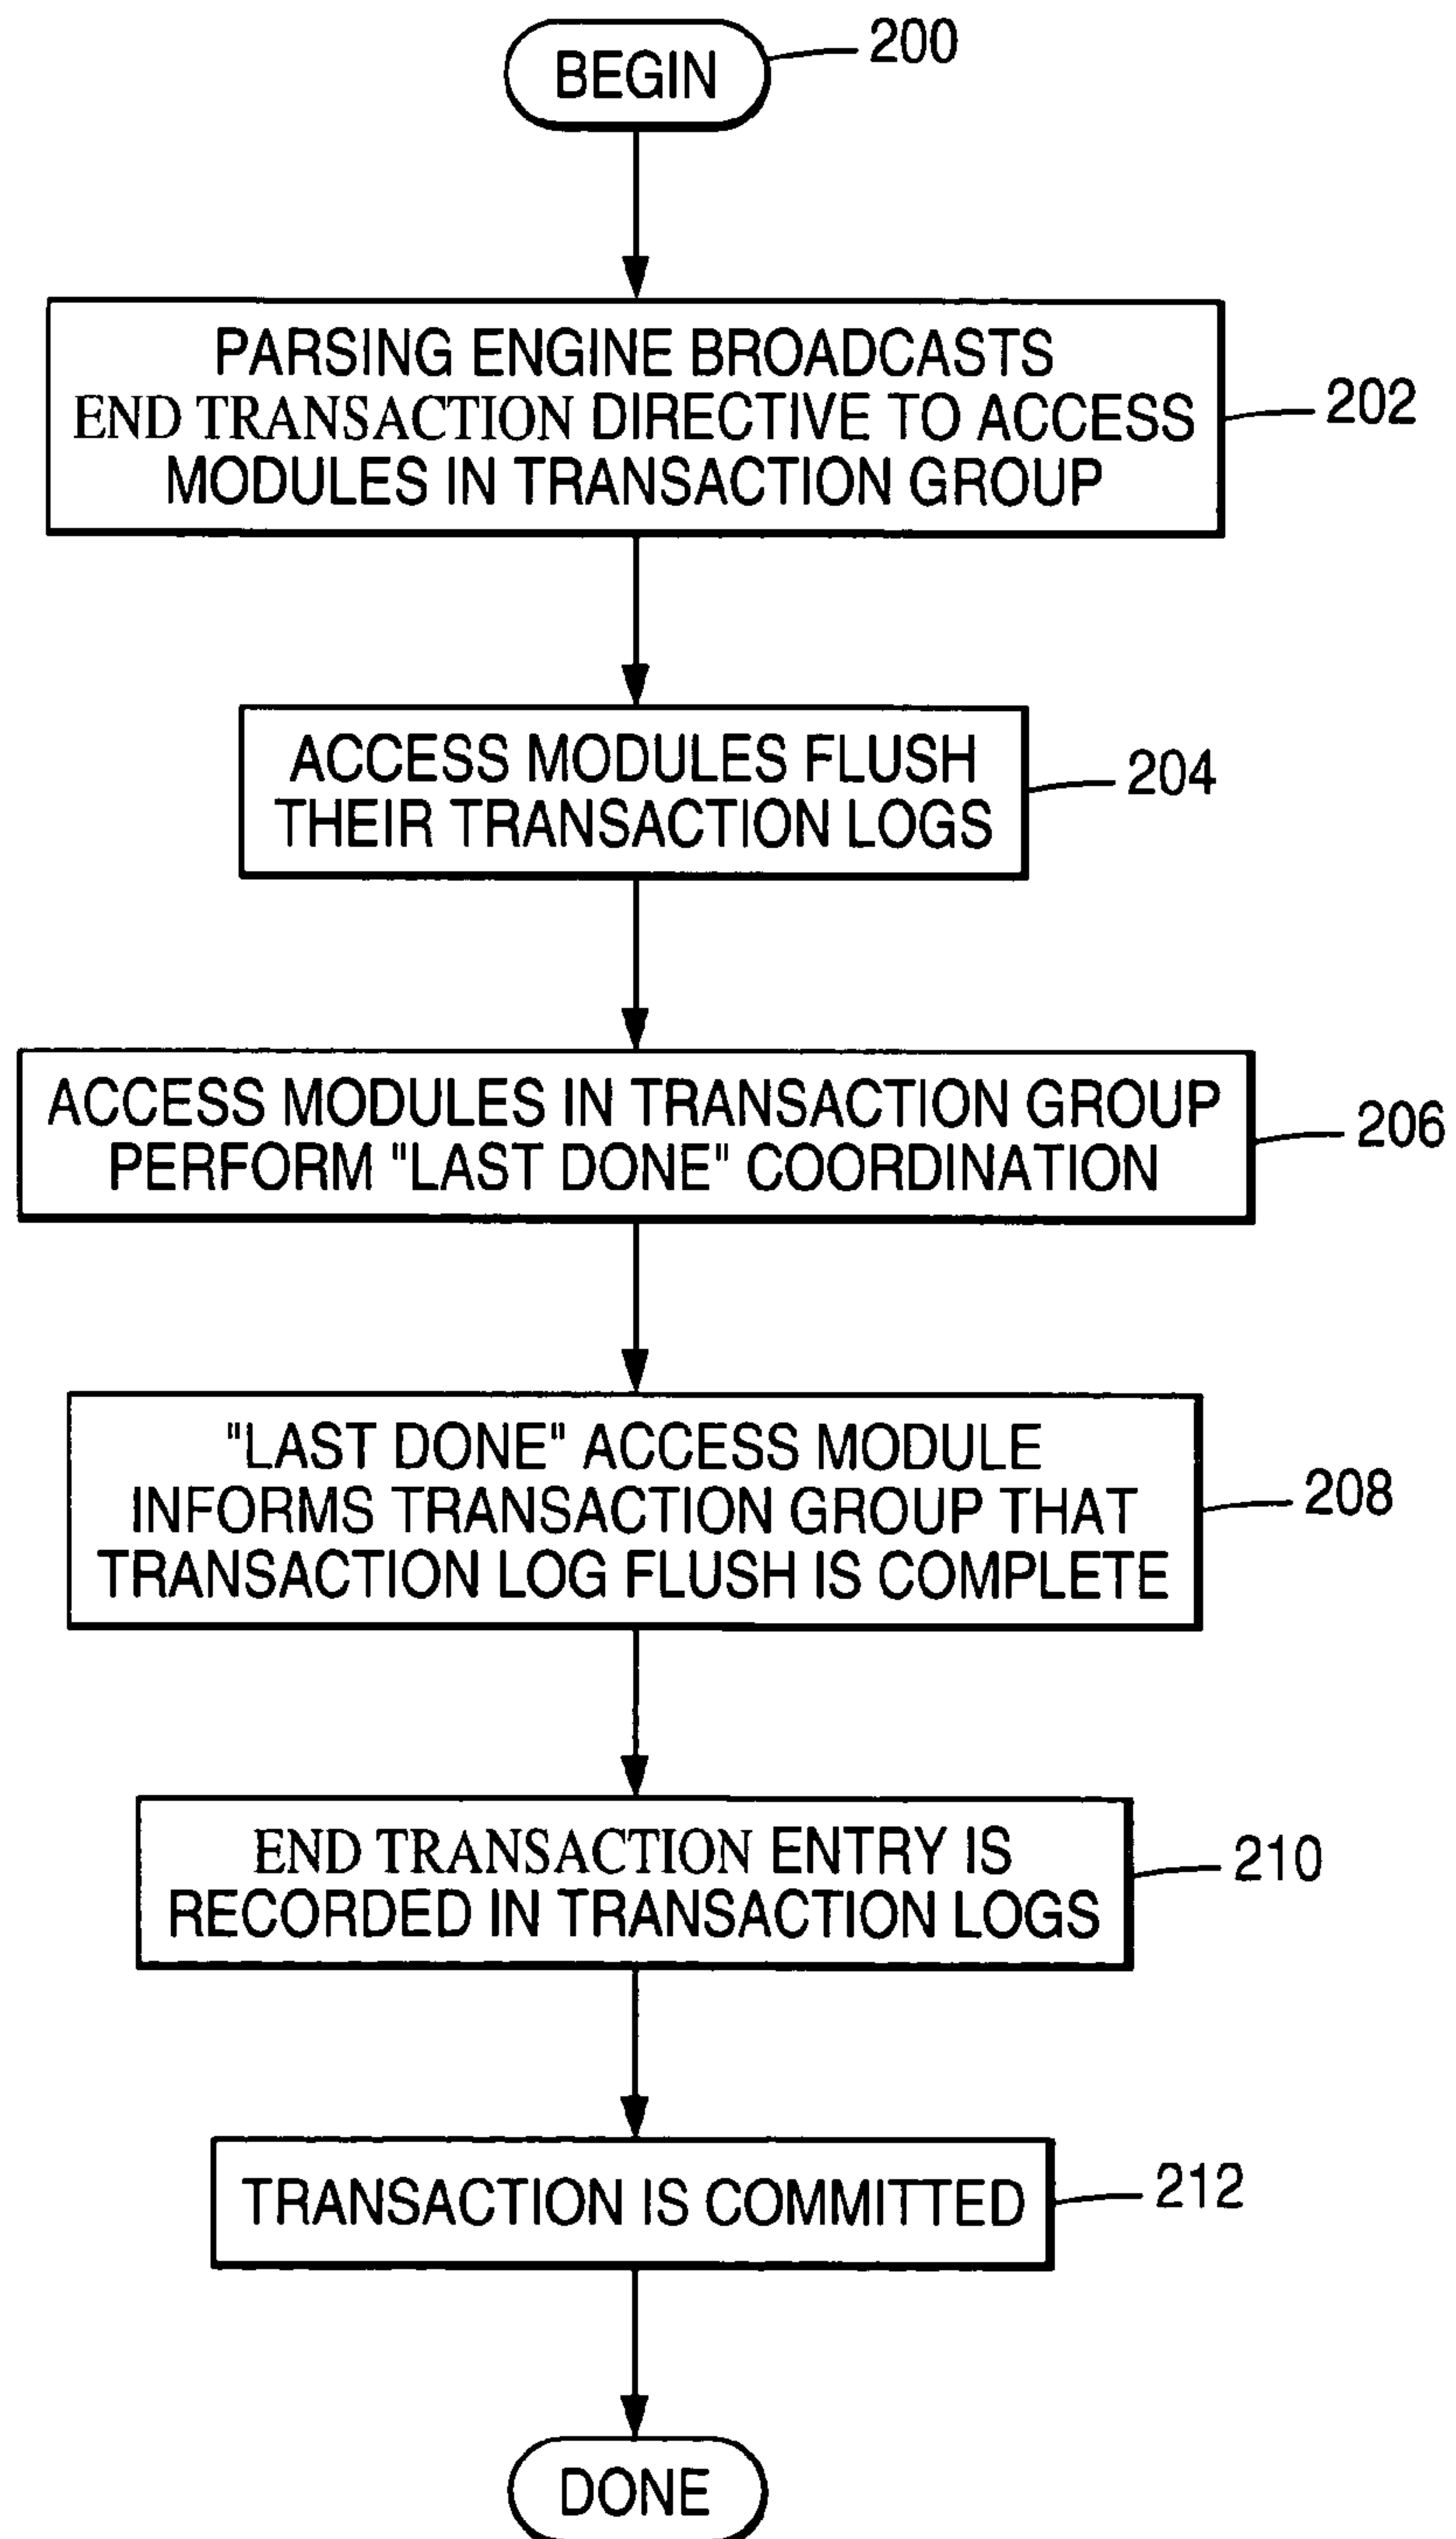 BEGIN
200
PARSING ENGINE BROADCASTS
END TRANSACTION DIRECTIVE TO ACCESS
MODULES IN TRANSACTION GROUP
202
ACCESS MODULES FLUSH
THEIR TRANSACTION LOGS
204
ACCESS MODULES IN TRANSACTION GROUP
PERFORM "LAST DONE" COORDINATION
206
"LAST DONE" ACCESS MODULE
INFORMS TRANSACTION GROUP THAT
TRANSACTION LOG FLUSH IS COMPLETE
208
END TRANSACTION ENTRY IS
RECORDED IN TRANSACTION LOGS
210
TRANSACTION IS COMMITTED
212
DONE